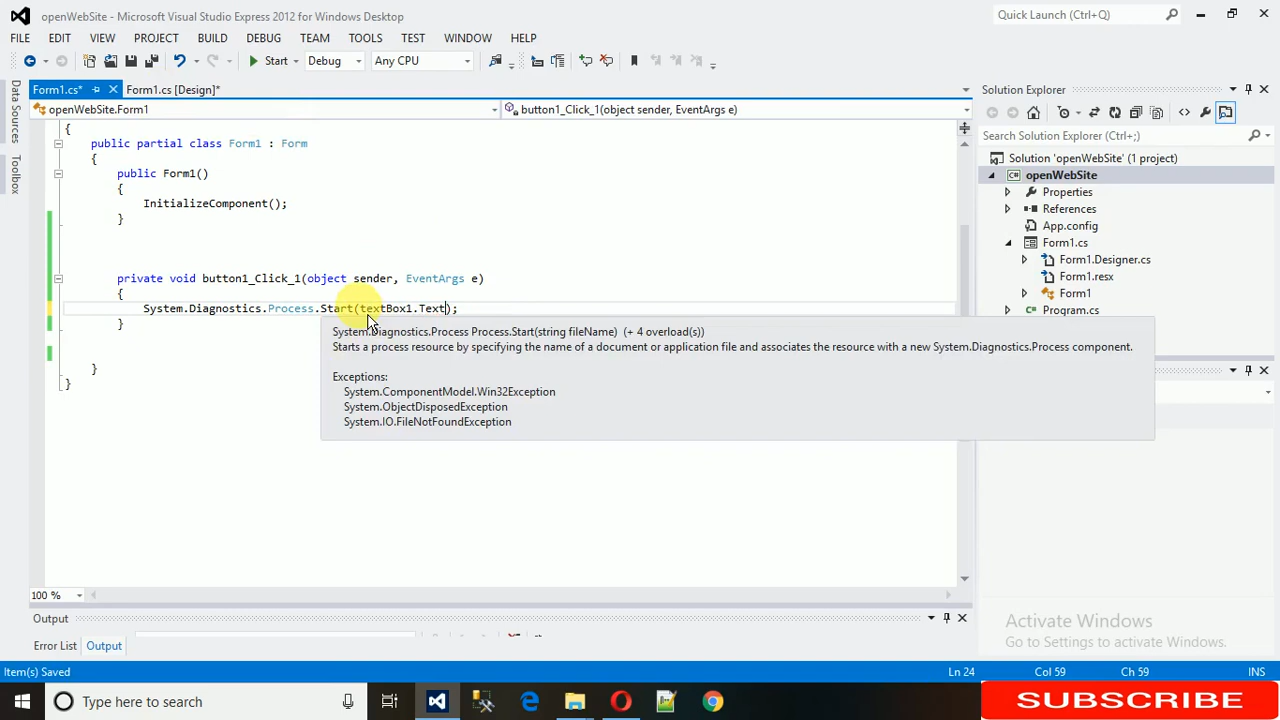 openWebSite - Microsoft Visual Studio Express 2012 for Windows Desktop
Quick Launch (Ctrl+Q)
FILE EDIT VIEW PROJECT BUILD DEBUG TEAM TOOLS TEST WINDOW HELP
Start Debug Any CPU
Form1.cs* Form1.cs [Design]*
openWebSite.Form1 button1_Click_1(object sender, EventArgs e)
Data Sources
Toolbox
{
public partial class Form1 : Form
{
public Form1()
{
InitializeComponent();
}
private void button1_Click_1(object sender, EventArgs e)
{
System.Diagnostics.Process.Start(textBox1.Text);
}
}
}
System.Diagnostics.Process Process.Start(string fileName) (+ 4 overload(s))
Starts a process resource by specifying the name of a document or application file and associates the resource with a new System.Diagnostics.Process component.
Exceptions:
System.ComponentModel.Win32Exception
System.ObjectDisposedException
System.IO.FileNotFoundException
Solution Explorer
Search Solution Explorer (Ctrl+;)
Solution 'openWebSite' (1 project)
openWebSite
Properties
References
App.config
Form1.cs
Form1.Designer.cs
Form1.resx
Form1
Program.cs
100 %
Output
Error List Output
Activate Windows
Go to Settings to activate Windows.
Item(s) Saved Ln 24 Col 59 Ch 59 INS
Type here to search
SUBSCRIBE